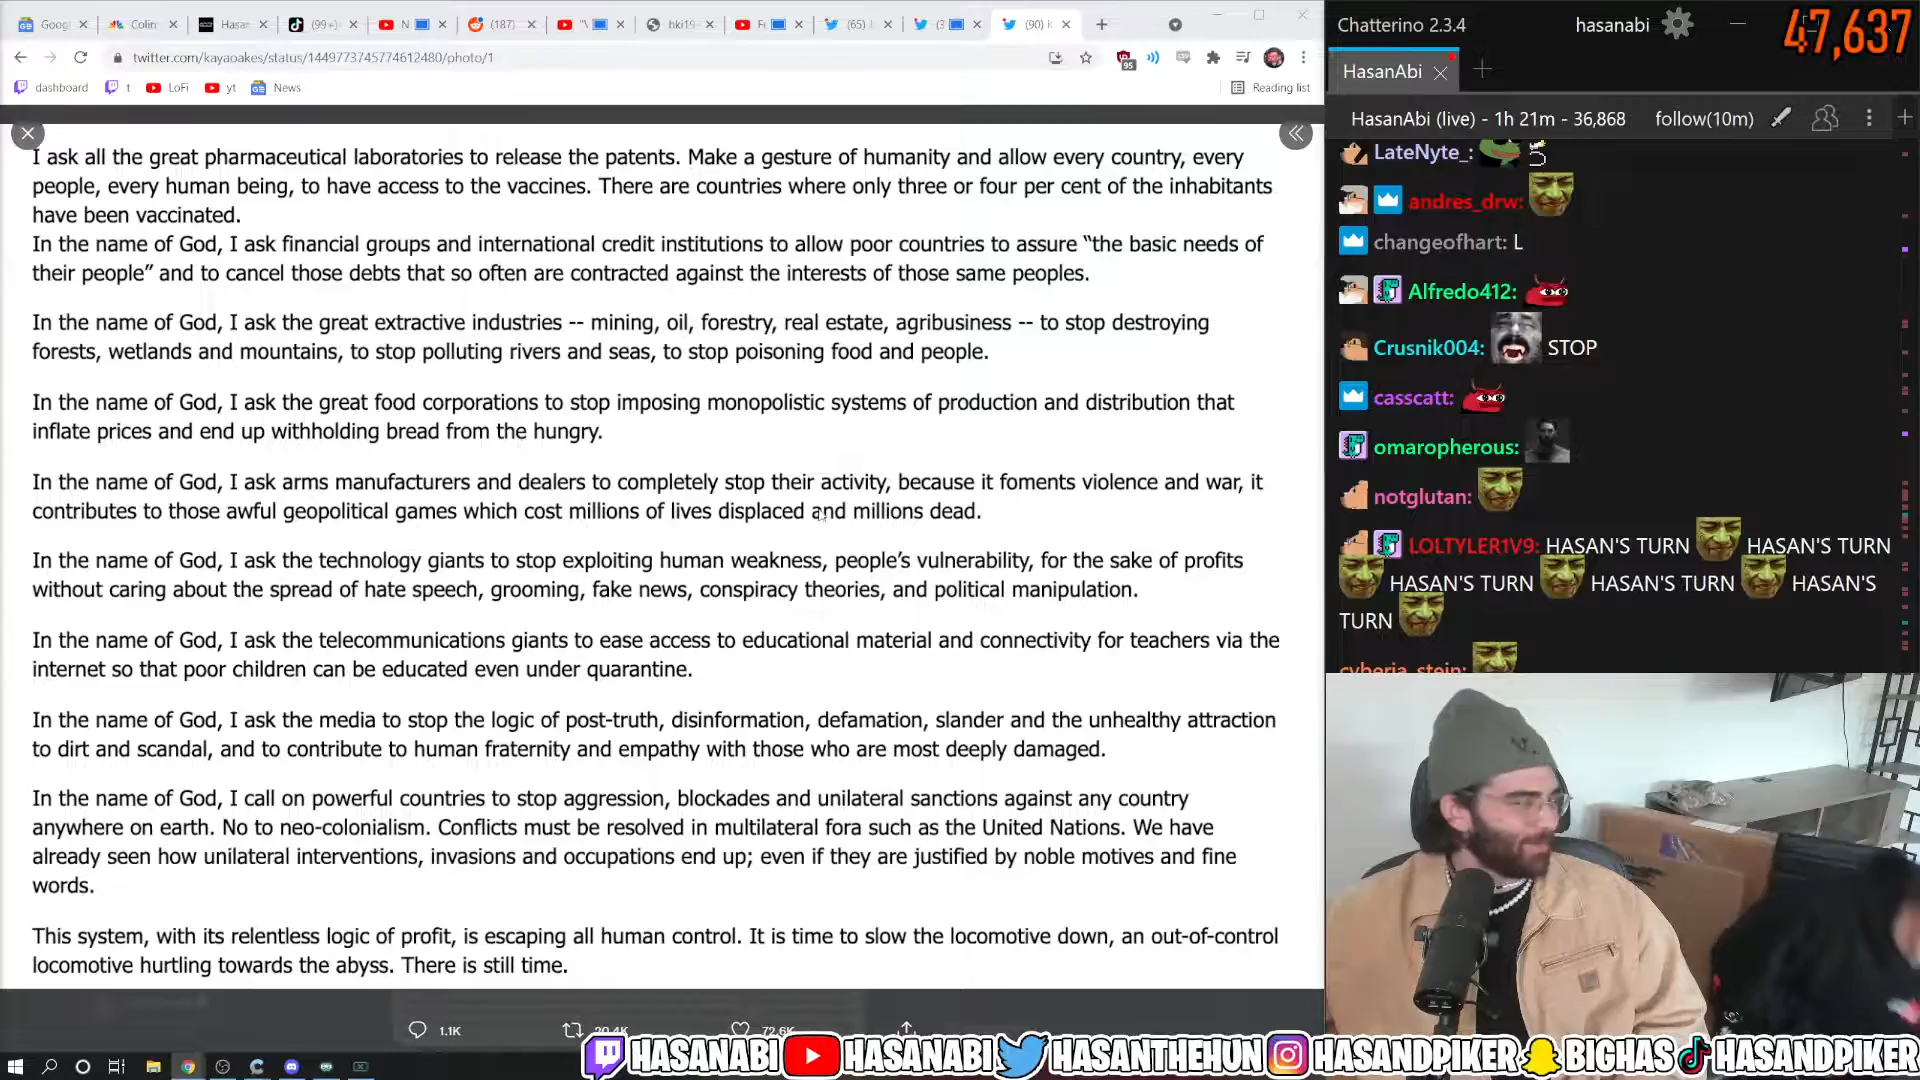 Goog
Colin
Hasar
(99+)
N
(187)
"V
hki19
Fe
(65) l
(3
(90) k
twitter.com/kayaoakes/status/1449773745774612480/photo/1
95
dashboard
t
LoFi
yt
News
Reading list
I ask all the great pharmaceutical laboratories to release the patents. Make a gesture of humanity and allow every country, every
people, every human being, to have access to the vaccines. There are countries where only three or four per cent of the inhabitants
have been vaccinated.
In the name of God, I ask financial groups and international credit institutions to allow poor countries to assure “the basic needs of
their people” and to cancel those debts that so often are contracted against the interests of those same peoples.
In the name of God, I ask the great extractive industries -- mining, oil, forestry, real estate, agribusiness -- to stop destroying
forests, wetlands and mountains, to stop polluting rivers and seas, to stop poisoning food and people.
In the name of God, I ask the great food corporations to stop imposing monopolistic systems of production and distribution that
inflate prices and end up withholding bread from the hungry.
In the name of God, I ask arms manufacturers and dealers to completely stop their activity, because it foments violence and war, it
contributes to those awful geopolitical games which cost millions of lives displaced and millions dead.
In the name of God, I ask the technology giants to stop exploiting human weakness, people’s vulnerability, for the sake of profits
without caring about the spread of hate speech, grooming, fake news, conspiracy theories, and political manipulation.
In the name of God, I ask the telecommunications giants to ease access to educational material and connectivity for teachers via the
internet so that poor children can be educated even under quarantine.
In the name of God, I ask the media to stop the logic of post-truth, disinformation, defamation, slander and the unhealthy attraction
to dirt and scandal, and to contribute to human fraternity and empathy with those who are most deeply damaged.
In the name of God, I call on powerful countries to stop aggression, blockades and unilateral sanctions against any country
anywhere on earth. No to neo-colonialism. Conflicts must be resolved in multilateral fora such as the United Nations. We have
already seen how unilateral interventions, invasions and occupations end up; even if they are justified by noble motives and fine
words.
This system, with its relentless logic of profit, is escaping all human control. It is time to slow the locomotive down, an out-of-control
locomotive hurtling towards the abyss. There is still time.
1.1K
20.4K
72.6K
Chatterino 2.3.4
hasanabi
47,637
HasanAbi
HasanAbi (live) - 1h 21m - 36,868
follow(10m)
LateNyte_:
andres_drw:
changeofhart: L
Alfredo412:
Crusnik004: STOP
casscatt:
omaropherous:
notglutan:
LOLTYLER1V9: HASAN'S TURN HASAN'S TURN
HASAN'S TURN HASAN'S TURN HASAN'S
TURN
cyberia_stein:
HASANABI HASANABI HASANTHEHUN HASANDPIKER BIGHAS HASANDPIKER